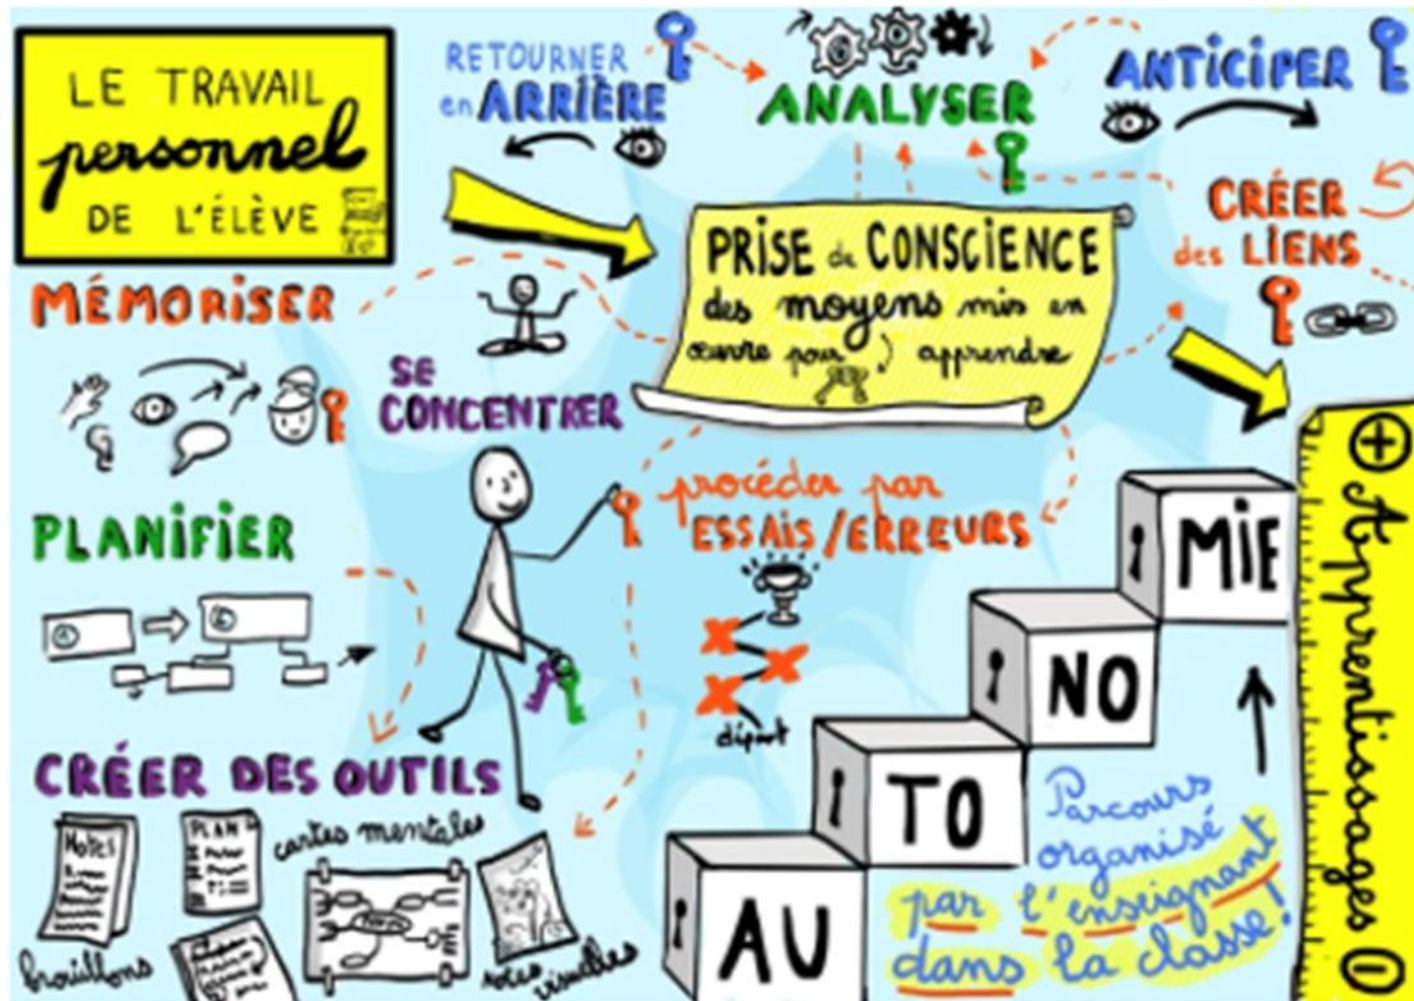 LE TRAVAIL
personnel
DE L'ÉLÈVE
RETOURNER
en ARRIÈRE
ANALYSER
ANTICIPER
CRÉER
des LIENS
PRISE de CONSCIENCE
des moyens mis en
œuvre pour apprendre
MÉMORISER
SE
CONCENTRER
PLANIFIER
procéder par
ESSAIS/ERREURS
départ
CRÉER DES OUTILS
Notes
PLAN
cartes mentales
brouillons
notes
visuelles
AU
TO
NO
MIE
Parcours
organisé
par l'enseignant
dans la classe!
+ Apprentissages -